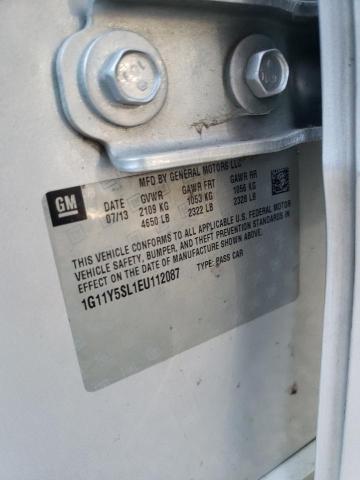 MFD BY GENERAL MOTORS LLC
GM
DATE GVWR GAWR FRT GAWR RR
07/13 2109 KG 1053 KG 1056 KG
4650 LB 2322 LB 2328 LB
THIS VEHICLE CONFORMS TO ALL APPLICABLE U.S. FEDERAL MOTOR
VEHICLE SAFETY, BUMPER, AND THEFT PREVENTION STANDARDS IN
EFFECT ON THE DATE OF MANUFACTURE SHOWN ABOVE.
1G11Y5SL1EU112087 TYPE: PASS CAR